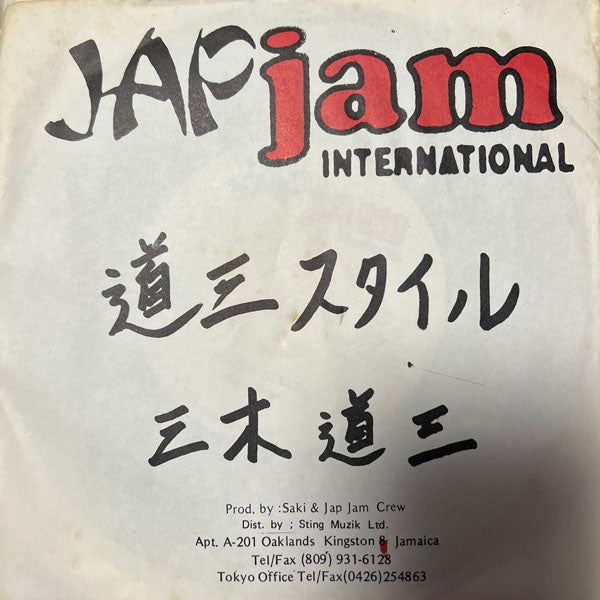 JAPjam
INTERNATIONAL
道三スタイル
三木道三
Prod. by :Saki & Jap Jam Crew
Dist. by ; Sting Muzik Ltd.
Apt. A-201 Oaklands Kingston 8 Jamaica
Tel/Fax (809) 931-6128
Tokyo Office Tel/Fax(0426)254863